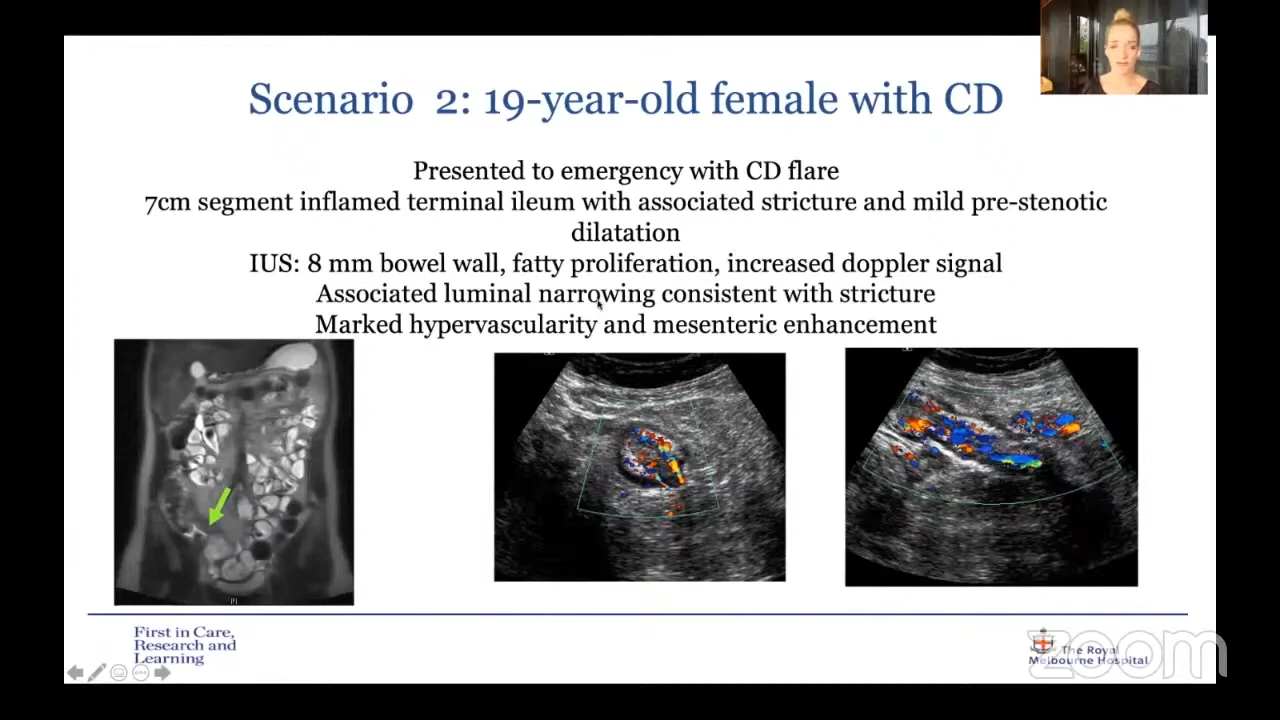 Scenario 2: 19-year-old female with CD
Presented to emergency with CD flare
7cm segment inflamed terminal ileum with associated stricture and mild pre-stenotic
dilatation
IUS: 8 mm bowel wall, fatty proliferation, increased doppler signal
Associated luminal narrowing consistent with stricture
Marked hypervascularity and mesenteric enhancement
First in Care,
Research and
Learning
The Royal
Melbourne Hospital
zoom